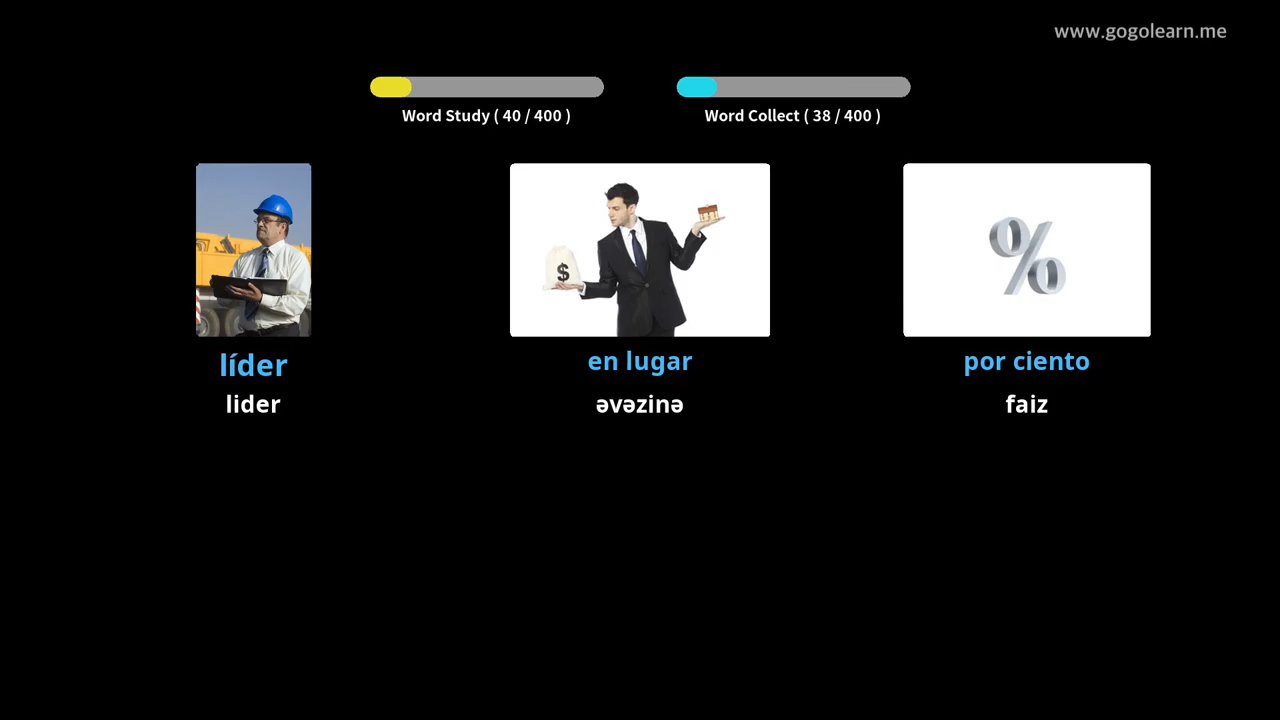 www.gogolearn.me
Word Study ( 40 / 400 )
Word Collect ( 38 / 400 )
$
%
líder
en lugar
por ciento
lider
əvəzinə
faiz